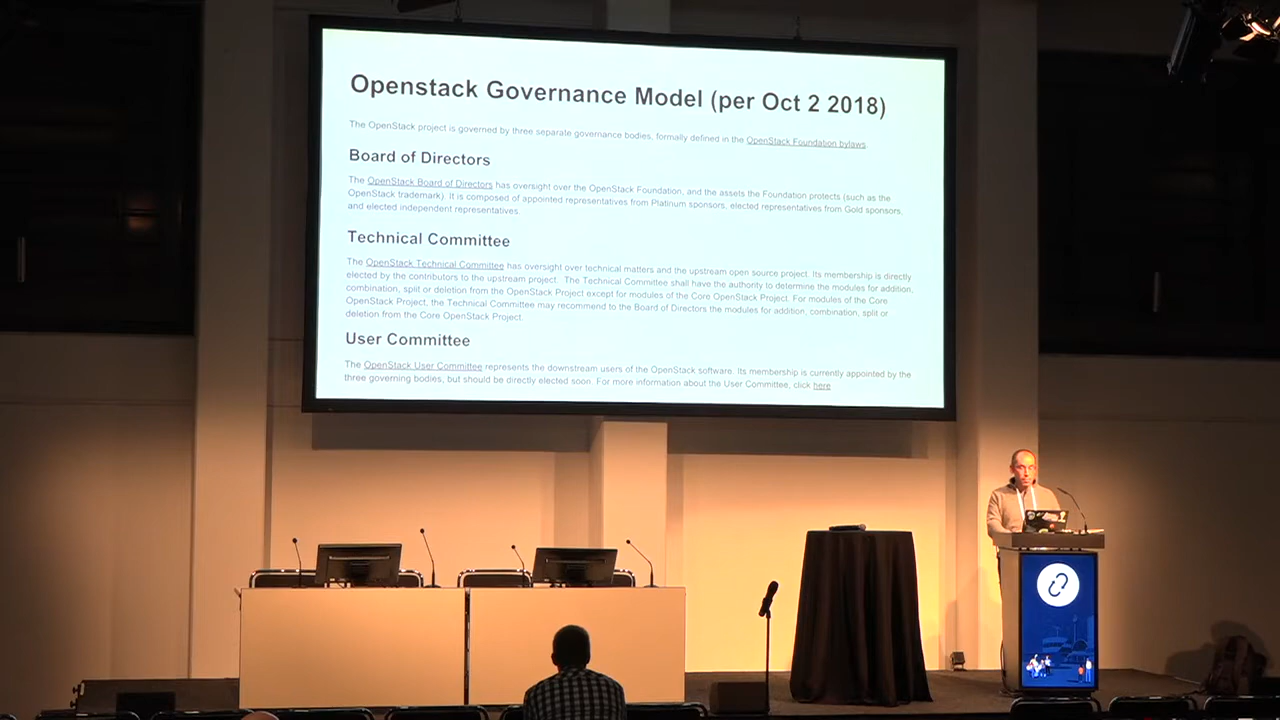 Openstack Governance Model (per Oct 2 2018)
The OpenStack project is governed by three separate governance bodies, formally defined in the OpenStack Foundation bylaws.
Board of Directors
The OpenStack Board of Directors has oversight over the OpenStack Foundation, and the assets the Foundation protects (such as the
OpenStack trademark). It is composed of appointed representatives from Platinum sponsors, elected representatives from Gold sponsors,
and elected independent representatives.
Technical Committee
The OpenStack Technical Committee has oversight over technical matters and the upstream open source project. Its membership is directly
elected by the contributors to the upstream project. The Technical Committee shall have the authority to determine the modules for addition,
combination, split or deletion from the OpenStack Project except for modules of the Core OpenStack Project. For modules of the Core
OpenStack Project, the Technical Committee may recommend to the Board of Directors the modules for addition, combination, split or
deletion from the Core OpenStack Project.
User Committee
The OpenStack User Committee represents the downstream users of the OpenStack software. Its membership is currently appointed by the
three governing bodies, but should be directly elected soon. For more information about the User Committee, click here